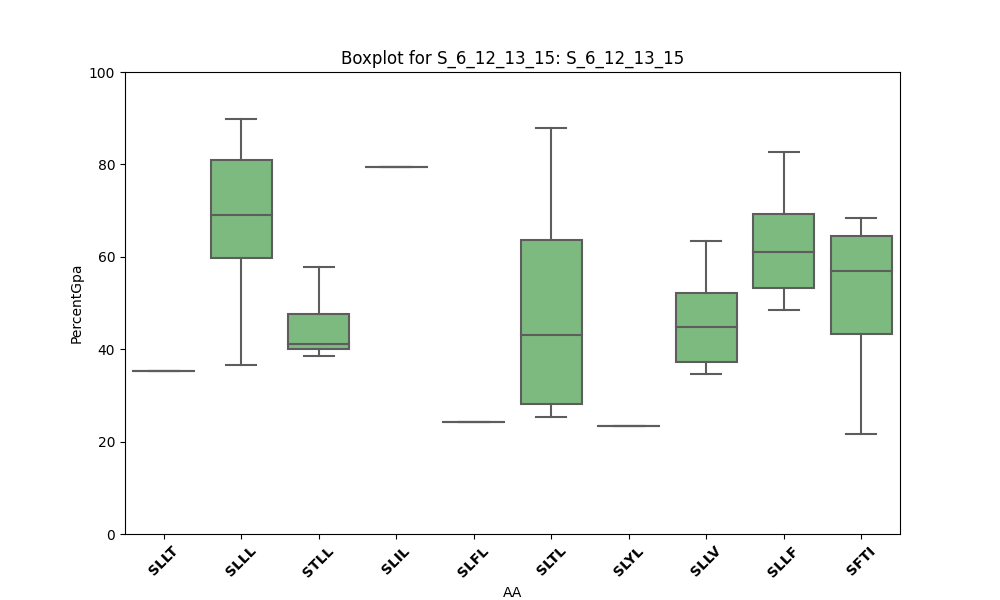 Boxplot for S_6_12_13_15: S_6_12_13_15
100
80
60
40
20
0
PercentGpa
SLLT SLLL STLL SLIL SLFL SLTL SLYL SLLV SLLF SFTI
AA